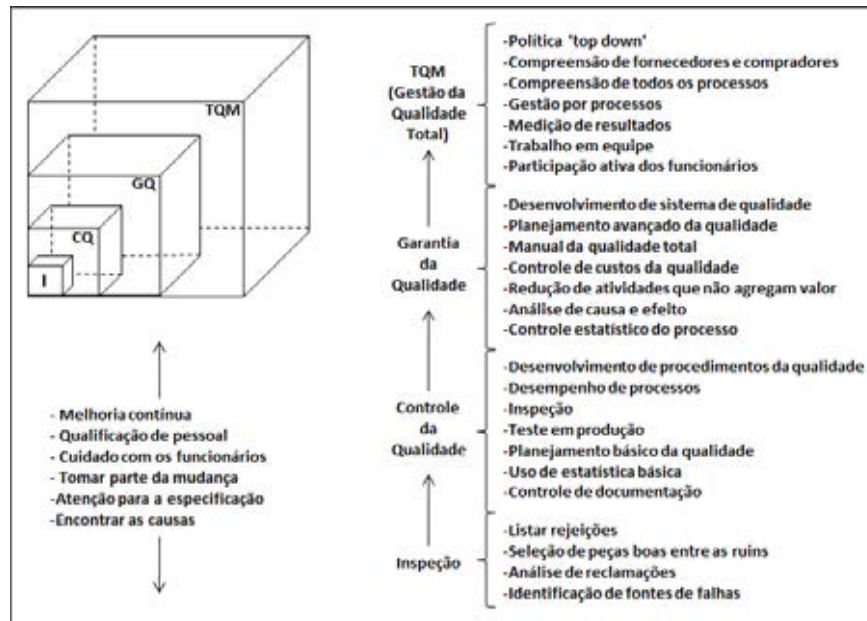 TQM
GQ
CQ
I
- Melhoria contínua
- Qualificação de pessoal
- Cuidado com os funcionários
- Tomar parte da mudança
-Atenção para a especificação
-Encontrar as causas
TQM
(Gestão da
Qualidade
Total)
-Política 'top down'
-Compreensão de fornecedores e compradores
-Compreensão de todos os processos
-Gestão por processos
-Medição de resultados
-Trabalho em equipe
-Participação ativa dos funcionários
Garantia
da
Qualidade
-Desenvolvimento de sistema de qualidade
-Planejamento avançado da qualidade
-Manual da qualidade total
-Controle de custos da qualidade
-Redução de atividades que não agregam valor
-Análise de causa e efeito
-Controle estatístico do processo
Controle
da
Qualidade
-Desenvolvimento de procedimentos da qualidade
-Desempenho de processos
-Inspeção
-Teste em produção
-Planejamento básico da qualidade
-Uso de estatística básica
-Controle de documentação
Inspeção
-Listar rejeições
-Seleção de peças boas entre as ruins
-Análise de reclamações
-Identificação de fontes de falhas